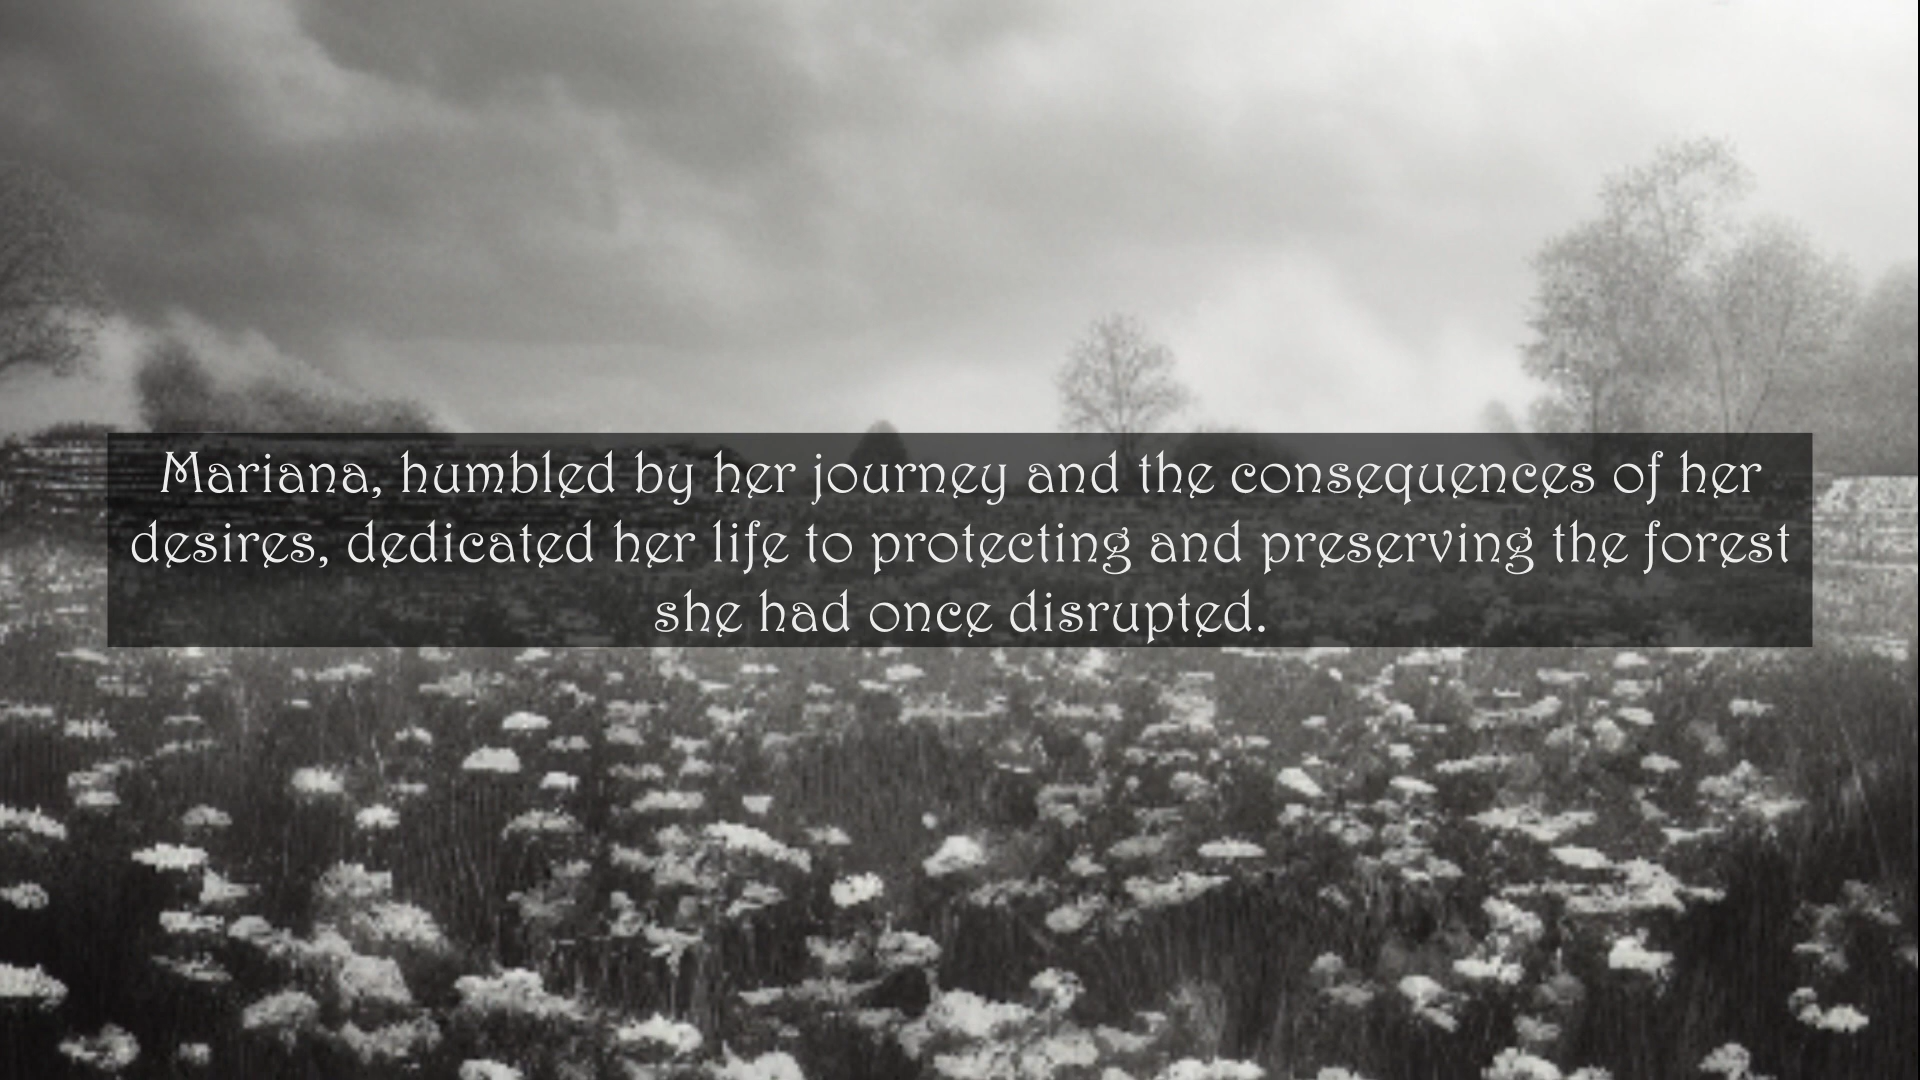 Mariana, humbled by her journey and the consequences of her
desires, dedicated her life to protecting and preserving the forest
she had once disrupted.